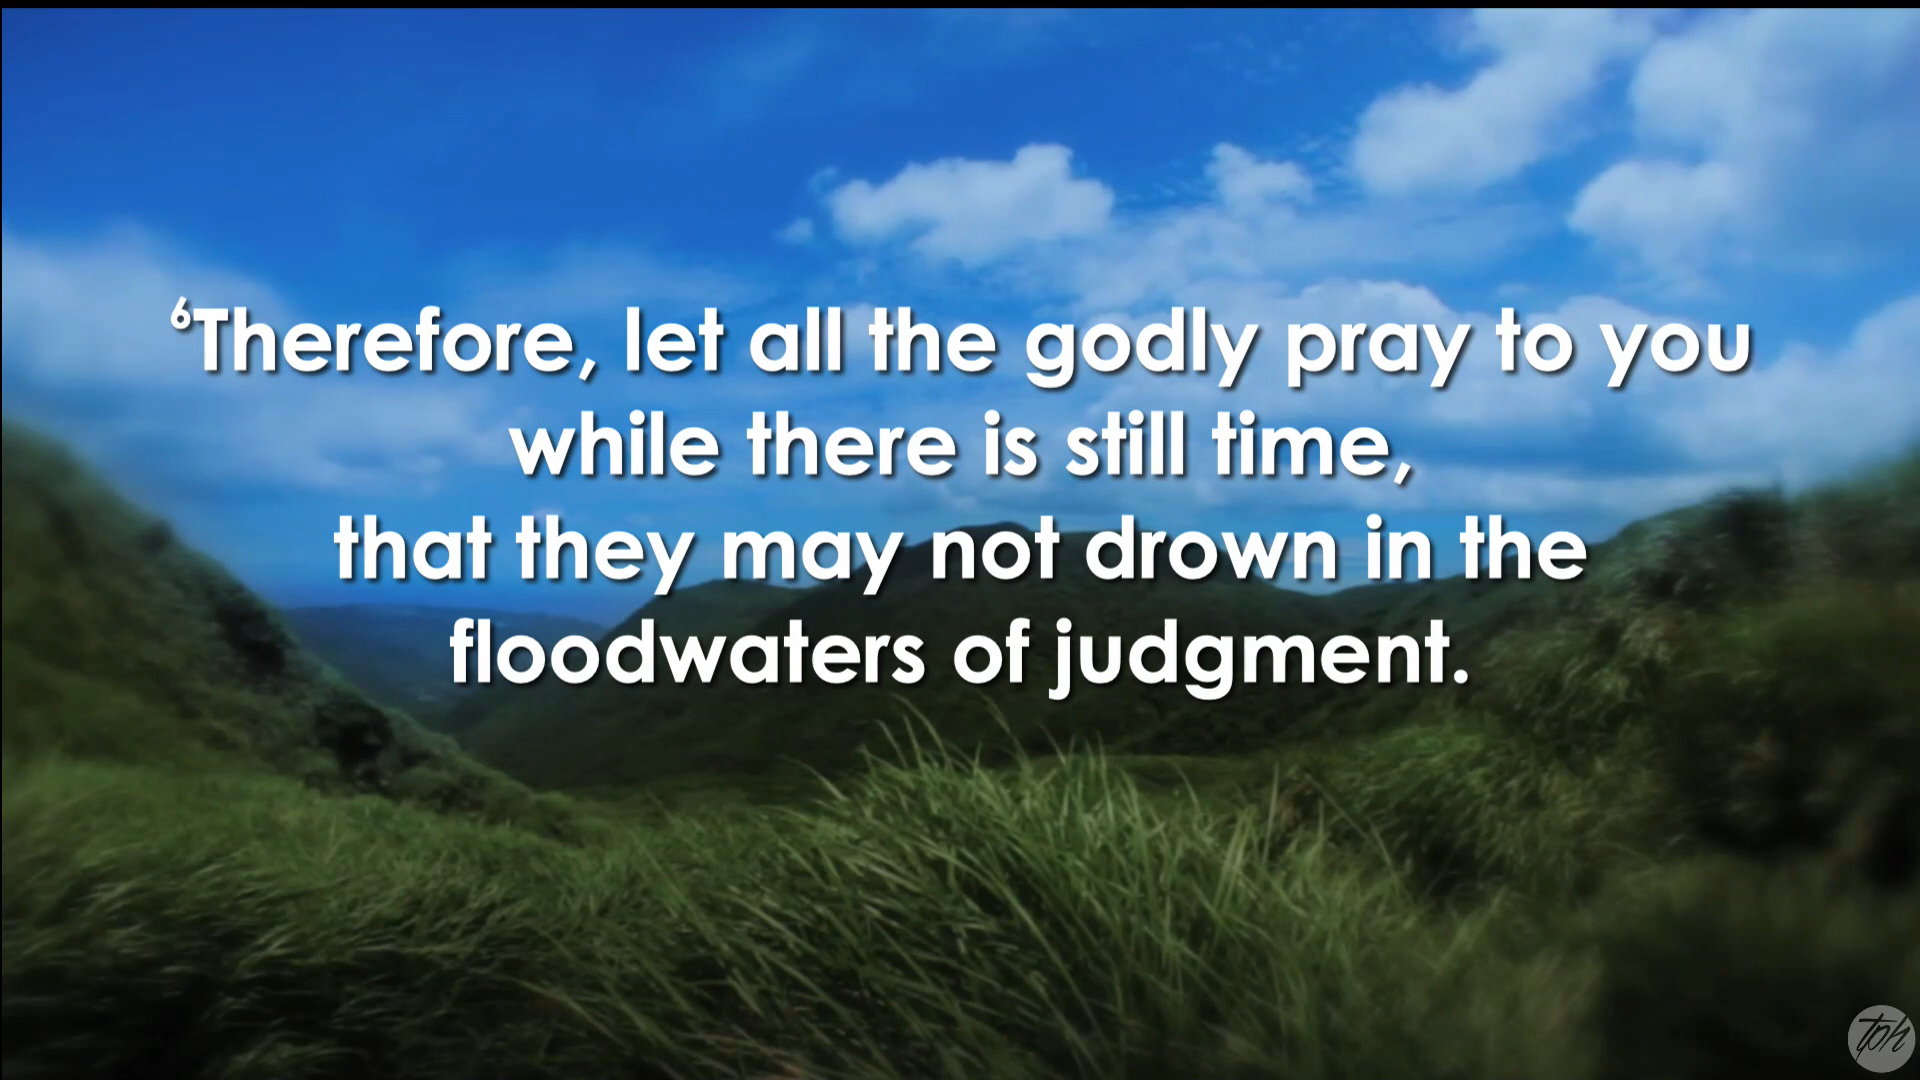 ⁶Therefore, let all the godly pray to you
while there is still time,
that they may not drown in the
floodwaters of judgment.
tph